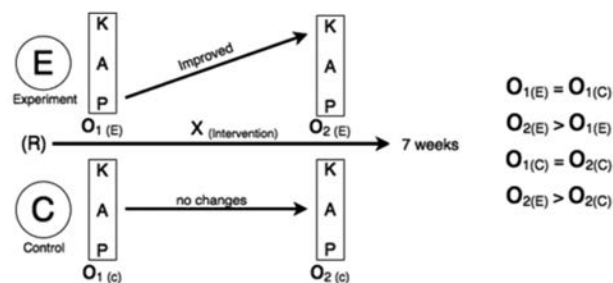 K
A
P
E
Experiment
Improved
K
A
P
O1 (E)
X (Intervention)
O2 (E)
(R)
7 weeks
K
A
P
C
Control
no changes
K
A
P
O1 (c)
O2 (c)
O1(E) = O1(C)
O2(E) > O1(E)
O1(C) = O2(C)
O2(E) > O2(C)